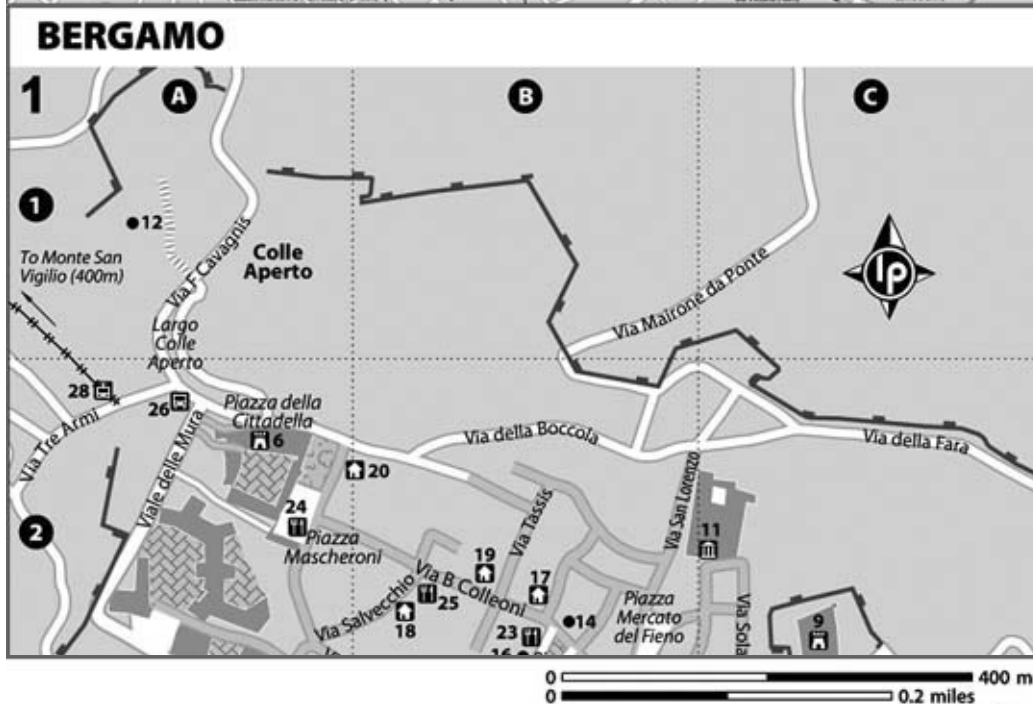 BERGAMO
1
A
B
C
1
12
To Monte San
Vigilio (400m)
Via F Cavagnis
Colle
Aperto
Via Mairone da Ponte
lp
Largo
Colle
Aperto
28
26
Via Tre Armi
Viale delle Mura
Piazza della
Cittadella
6
20
Via della Boccola
Via della Fara
Via San Lorenzo
2
24
Piazza
Mascheroni
Via Tassis
11
19
Via B Colleoni
17
25
Via Salvecchio
18
14
23
16
Piazza
Mercato
del Fieno
Via Sola
9
0
400 m
0
0.2 miles